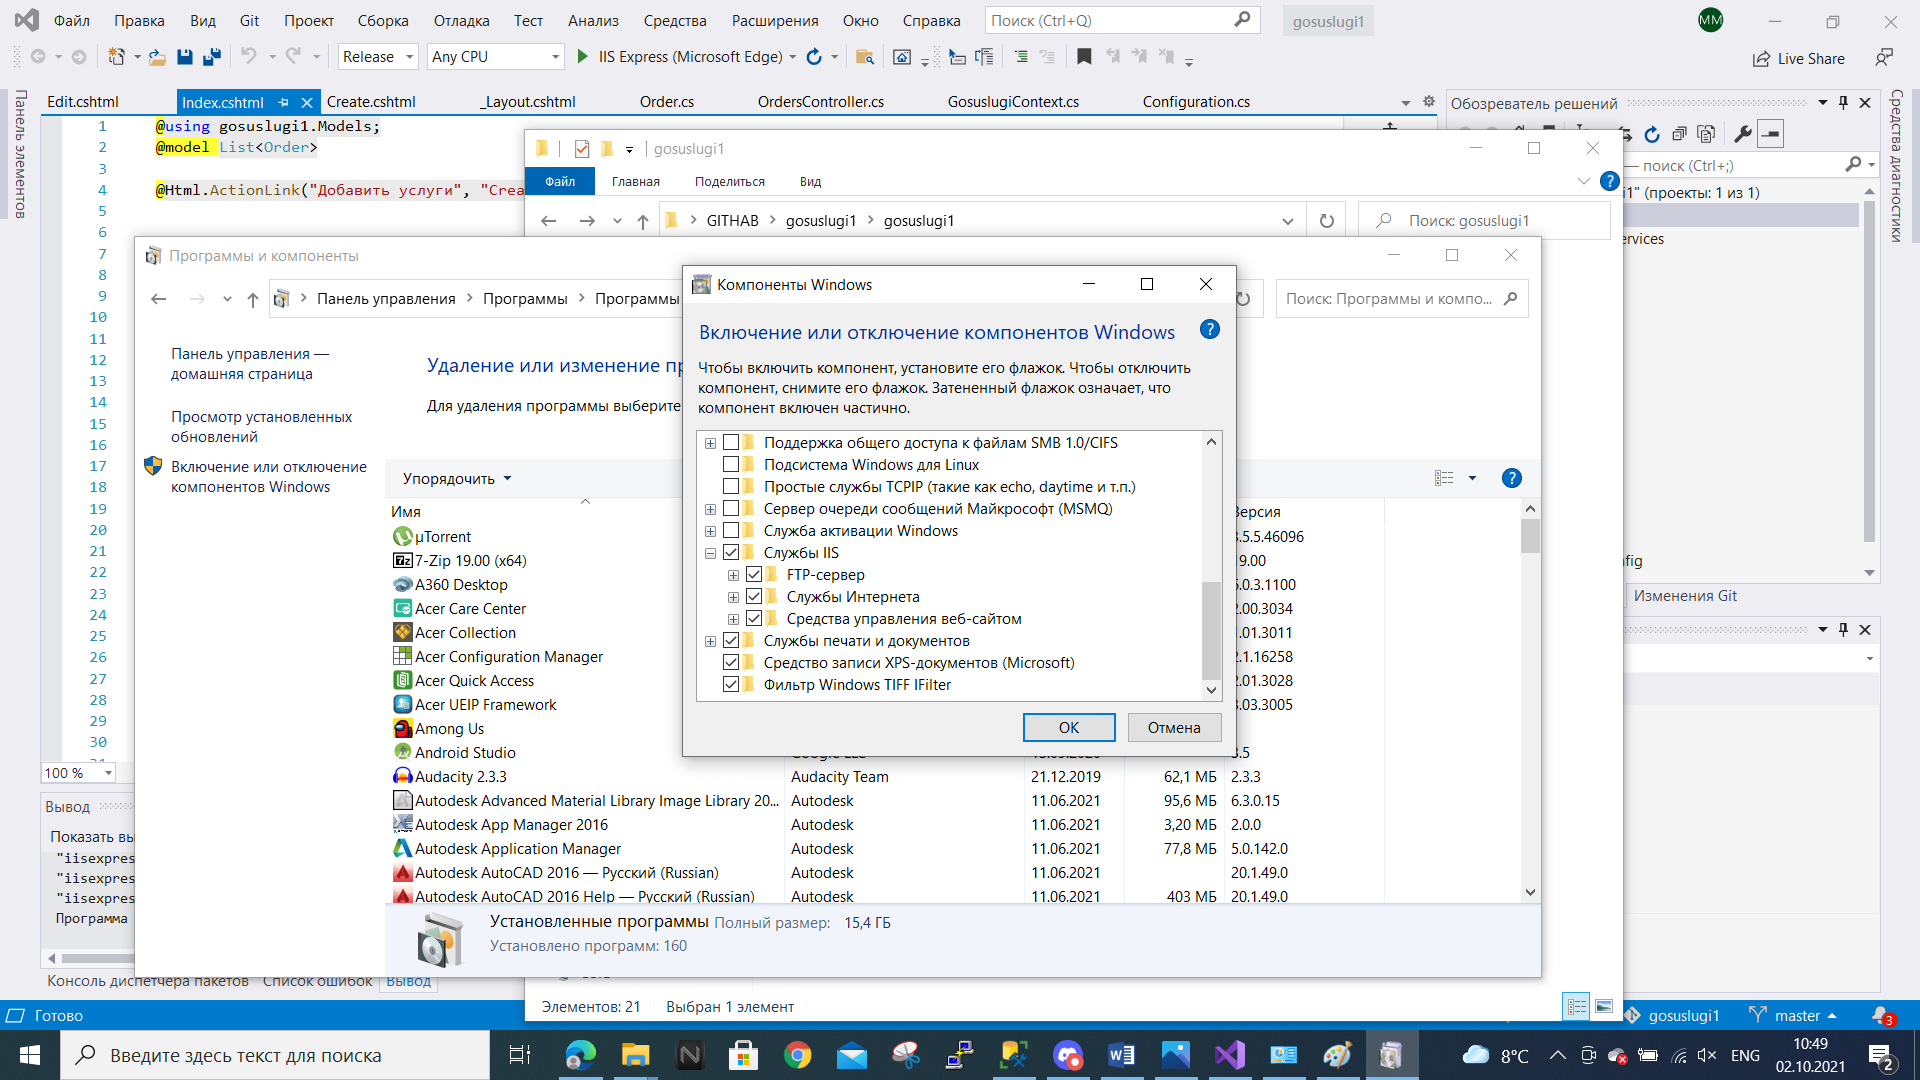 Файл Правка Вид Git Проект Сборка Отладка Тест Анализ Средства Расширения Окно Справка Поиск (Ctrl+Q) gosuslugi1 MM
Release Any CPU IIS Express (Microsoft Edge) Live Share
Панель элементов
Edit.cshtml Index.cshtml Create.cshtml _Layout.cshtml Order.cs OrdersController.cs GosuslugiContext.cs Configuration.cs
1 @using gosuslugi1.Models;
2 @model List<Order>
3
4 @Html.ActionLink("Добавить услуги", "Crea
5
6
7
8
9
10
11
12
13
14
15
16
17
18
19
20
21
22
23
24
25
26
27
28
29
30
100 %
Вывод
Показать вы
"iisexpres
"iisexpres
"iisexpres
Программа
Консоль диспетчера пакетов Список ошибок Вывод
Готово
Обозреватель решений
— поиск (Ctrl+;)
i1" (проекты: 1 из 1)
ervices
fig
Изменения Git
Средства диагностики
gosuslugi1 master 3
gosuslugi1
Файл Главная Поделиться Вид
GITHAB gosuslugi1 gosuslugi1 Поиск: gosuslugi1
Элементов: 21 Выбран 1 элемент
Программы и компоненты
Панель управления Программы Программы Поиск: Программы и компо...
Панель управления —
домашняя страница
Просмотр установленных
обновлений
Включение или отключение
компонентов Windows
Удаление или изменение пр
Для удаления программы выберите
Упорядочить
Имя Версия
µTorrent 3.5.5.46096
7-Zip 19.00 (x64) 19.00
A360 Desktop 6.0.3.1100
Acer Care Center 2.00.3034
Acer Collection 1.01.3011
Acer Configuration Manager 2.1.16258
Acer Quick Access 2.01.3028
Acer UEIP Framework 3.03.3005
Among Us
Android Studio 3.5
Audacity 2.3.3 Audacity Team 21.12.2019 62,1 МБ 2.3.3
Autodesk Advanced Material Library Image Library 20... Autodesk 11.06.2021 95,6 МБ 6.3.0.15
Autodesk App Manager 2016 Autodesk 11.06.2021 3,20 МБ 2.0.0
Autodesk Application Manager Autodesk 11.06.2021 77,8 МБ 5.0.142.0
Autodesk AutoCAD 2016 — Русский (Russian) Autodesk 11.06.2021 20.1.49.0
Autodesk AutoCAD 2016 Help — Русский (Russian) Autodesk 11.06.2021 403 МБ 20.1.49.0
Установленные программы Полный размер: 15,4 ГБ
Установлено программ: 160
Компоненты Windows
Включение или отключение компонентов Windows
Чтобы включить компонент, установите его флажок. Чтобы отключить
компонент, снимите его флажок. Затененный флажок означает, что
компонент включен частично.
Поддержка общего доступа к файлам SMB 1.0/CIFS
Подсистема Windows для Linux
Простые службы TCPIP (такие как echo, daytime и т.п.)
Сервер очереди сообщений Майкрософт (MSMQ)
Служба активации Windows
Службы IIS
FTP-сервер
Службы Интернета
Средства управления веб-сайтом
Службы печати и документов
Средство записи XPS-документов (Microsoft)
Фильтр Windows TIFF IFilter
ОК Отмена
Введите здесь текст для поиска 8°C ENG 10:49
02.10.2021 2